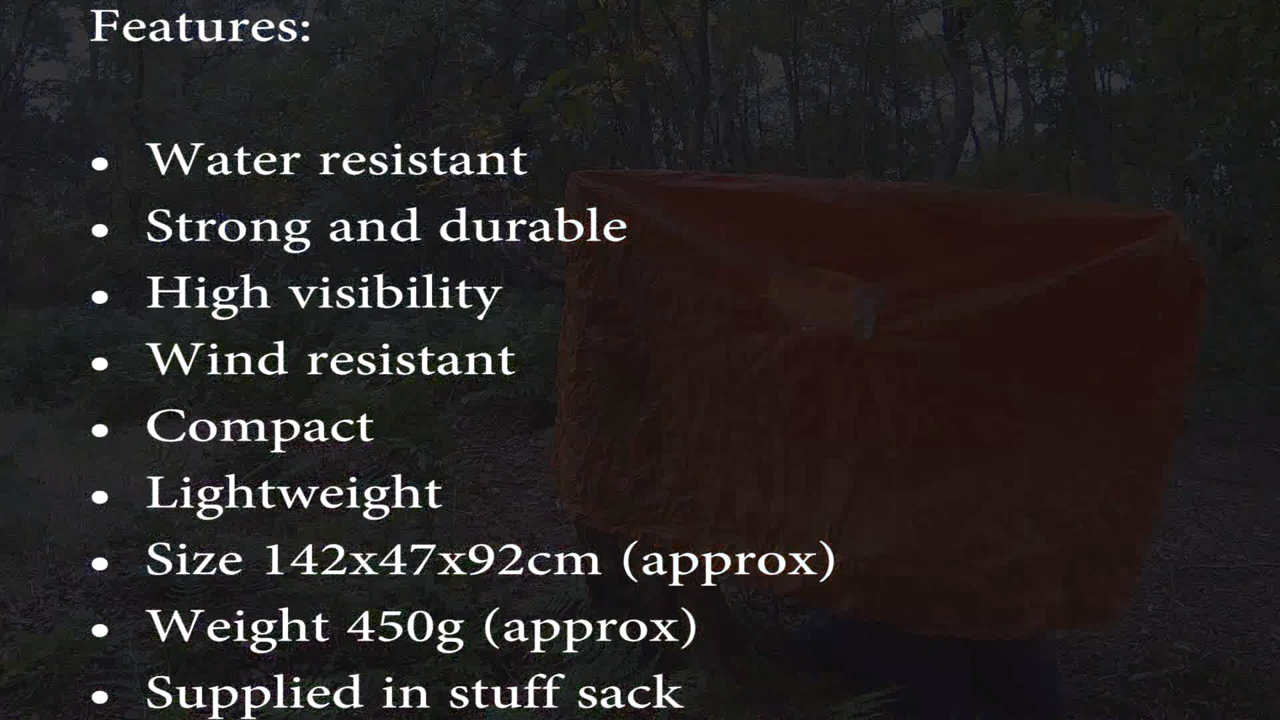 Features:
• Water resistant
• Strong and durable
• High visibility
• Wind resistant
• Compact
• Lightweight
• Size 142x47x92cm (approx)
• Weight 450g (approx)
• Supplied in stuff sack